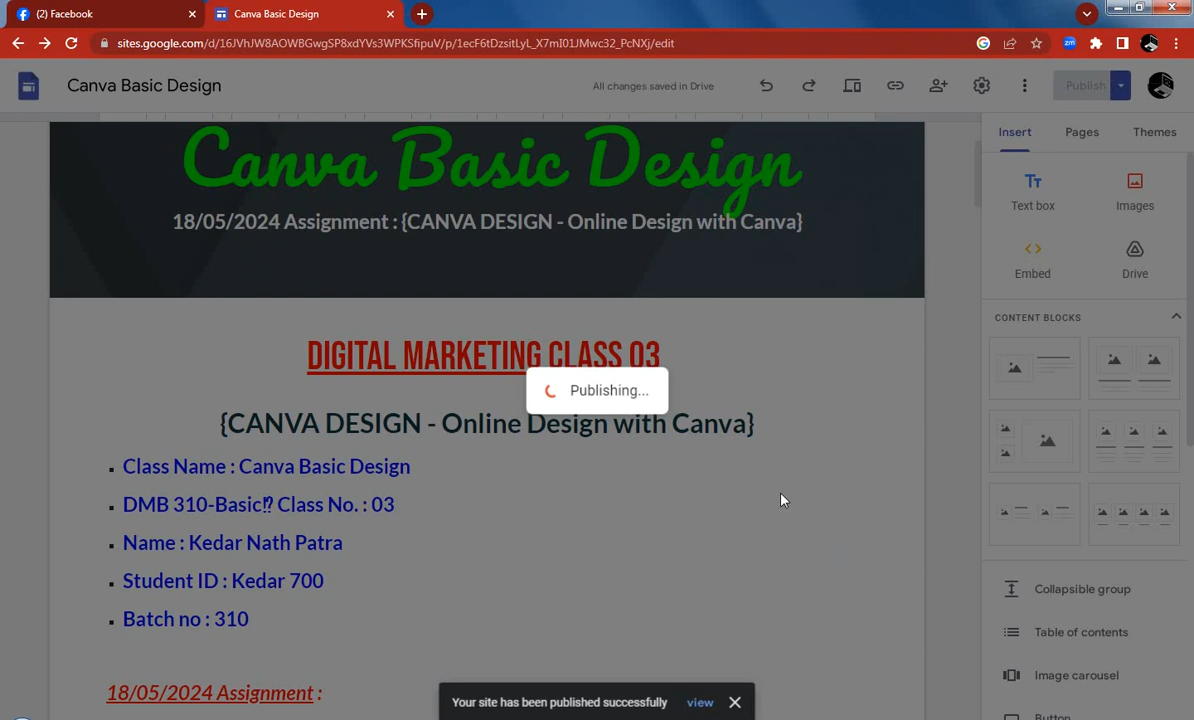 (2) Facebook
Canva Basic Design
sites.google.com/d/16JVhJW8AOWBGwgSP8xdYVs3WPKSfipuV/p/1ecF6tDzsitLyL_X7mI01JMwc32_PcNXj/edit
zm
Canva Basic Design
All changes saved in Drive
Publish
Canva Basic Design
18/05/2024 Assignment : {CANVA DESIGN - Online Design with Canva}
DIGITAL MARKETING CLASS 03
Publishing...
{CANVA DESIGN - Online Design with Canva}
Class Name : Canva Basic Design
DMB 310-Basic⁉ Class No. : 03
Name : Kedar Nath Patra
Student ID : Kedar 700
Batch no : 310
18/05/2024 Assignment :
Your site has been published successfully view
Insert Pages Themes
Text box Images
Embed Drive
CONTENT BLOCKS
Collapsible group
Table of contents
Image carousel
Button